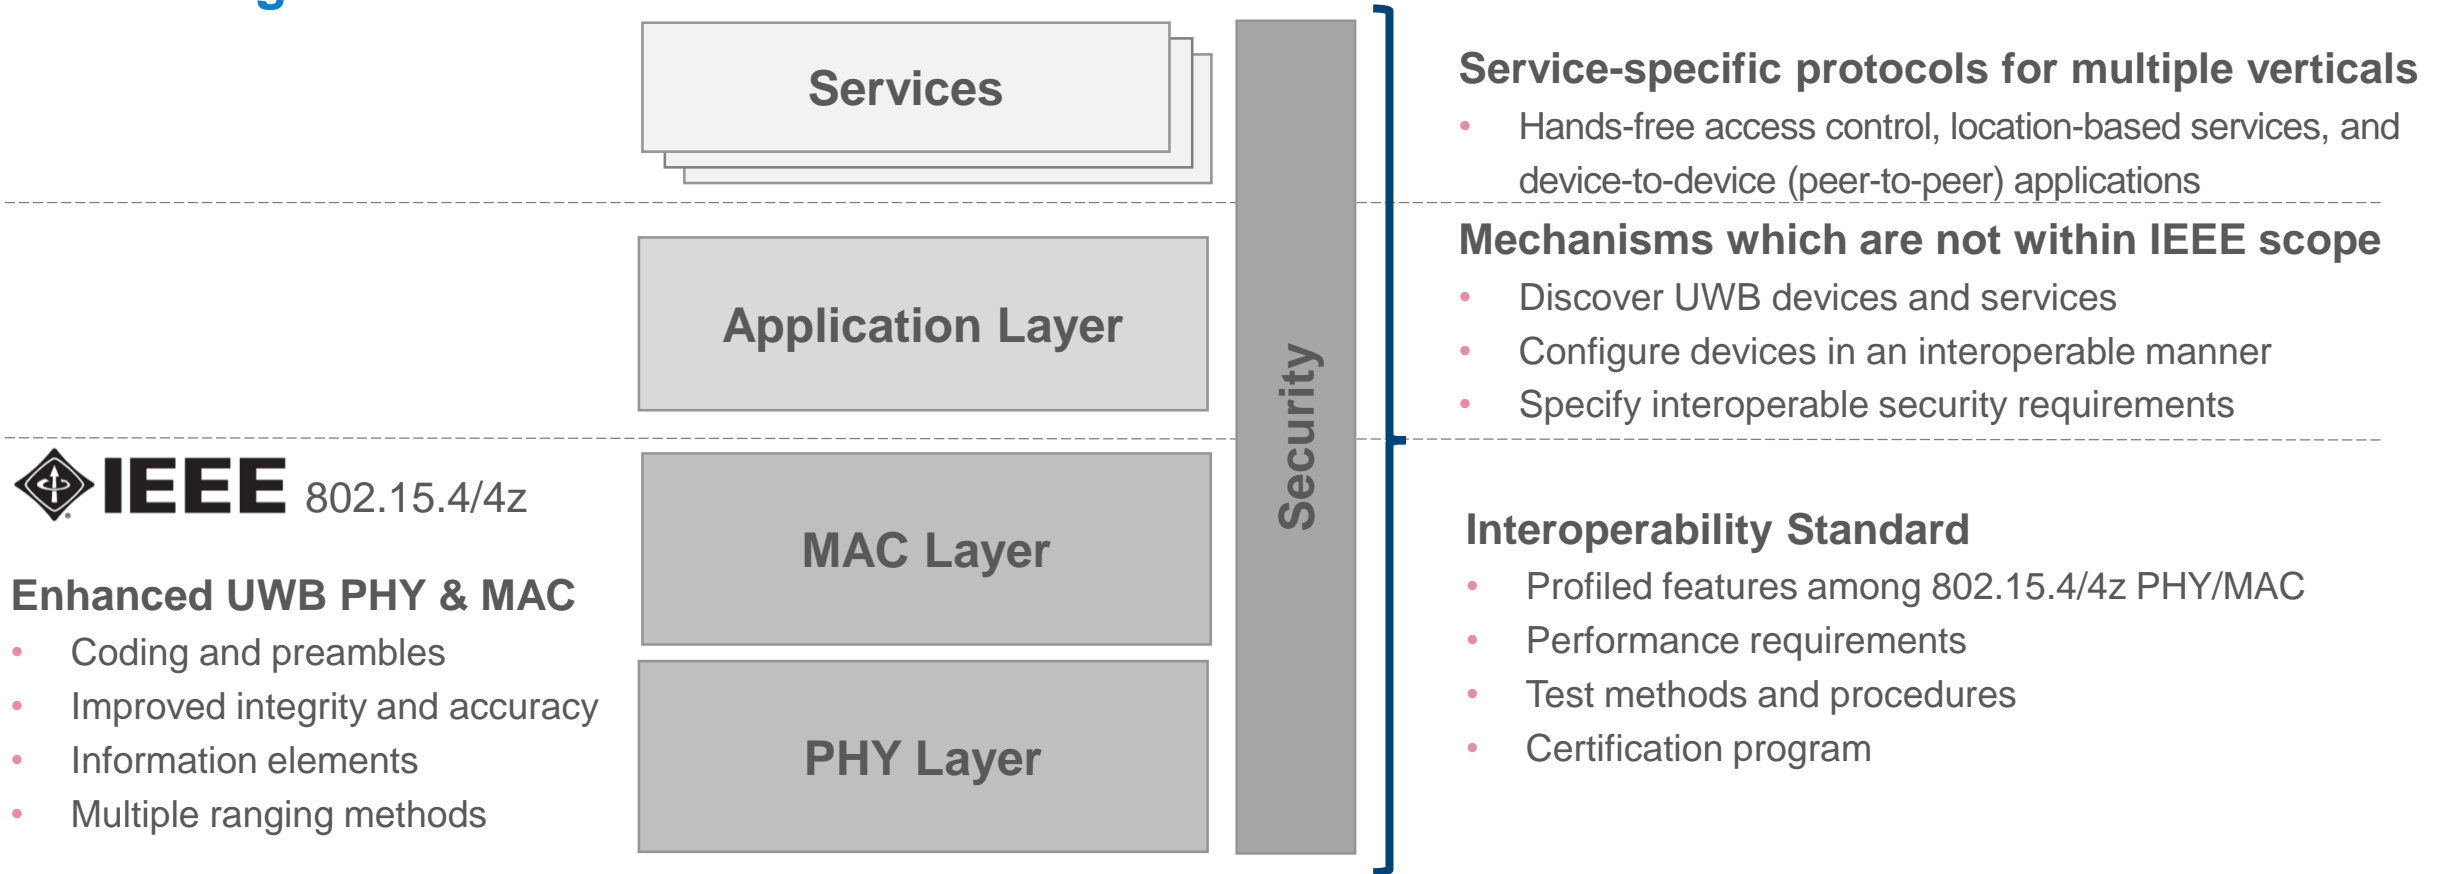 Services
Application Layer
MAC Layer
PHY Layer
Security
IEEE 802.15.4/4z
Enhanced UWB PHY & MAC
• Coding and preambles
• Improved integrity and accuracy
• Information elements
• Multiple ranging methods
Service-specific protocols for multiple verticals
• Hands-free access control, location-based services, and
device-to-device (peer-to-peer) applications
Mechanisms which are not within IEEE scope
• Discover UWB devices and services
• Configure devices in an interoperable manner
• Specify interoperable security requirements
Interoperability Standard
• Profiled features among 802.15.4/4z PHY/MAC
• Performance requirements
• Test methods and procedures
• Certification program